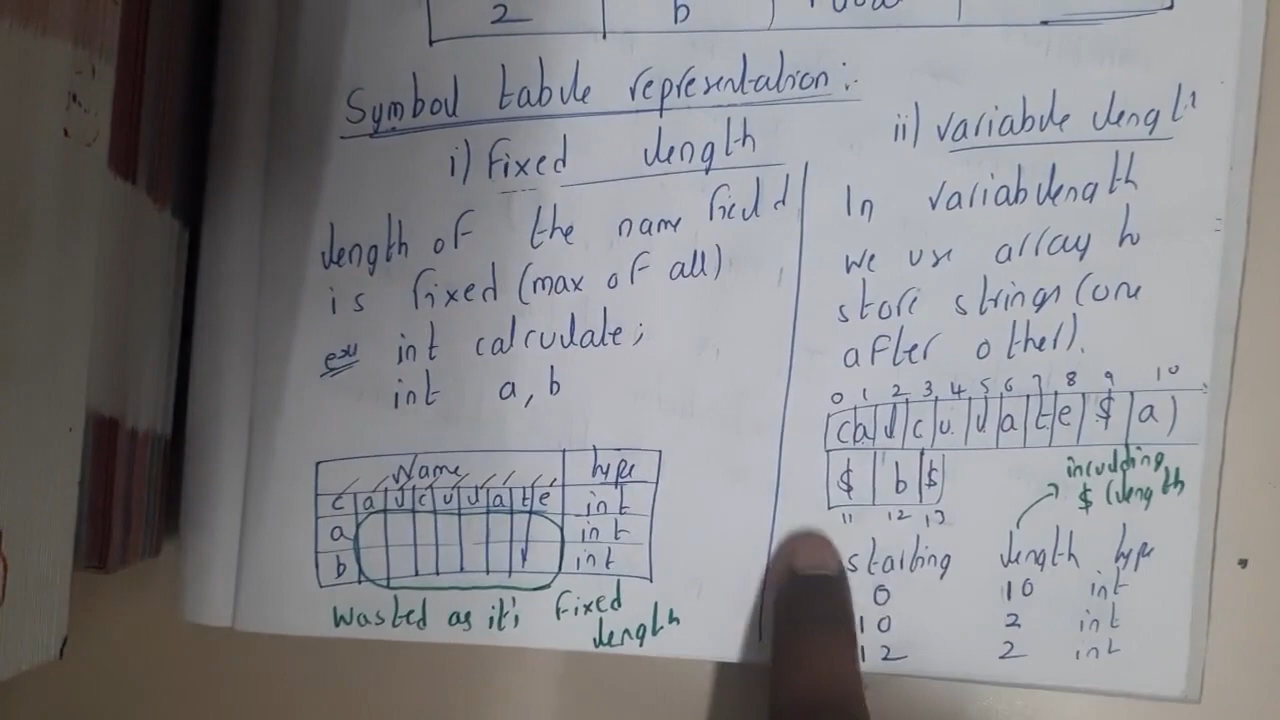 2 b
Symbol table representation:
i) Fixed length
length of the name field
is fixed (max of all)
ex: int calculate;
int a, b
Name type
c a l c u l a t e int
a int
b int
Wasted as it's fixed
length
ii) variable lengt
In variablength
we use array to
store strings (one
after other).
0 1 2 3 4 5 6 7 8 9 10
c a l c u l a t e $ a
$ b $
11 12 13
including
$ (length
starting length type
0 10 int
10 2 int
12 2 int